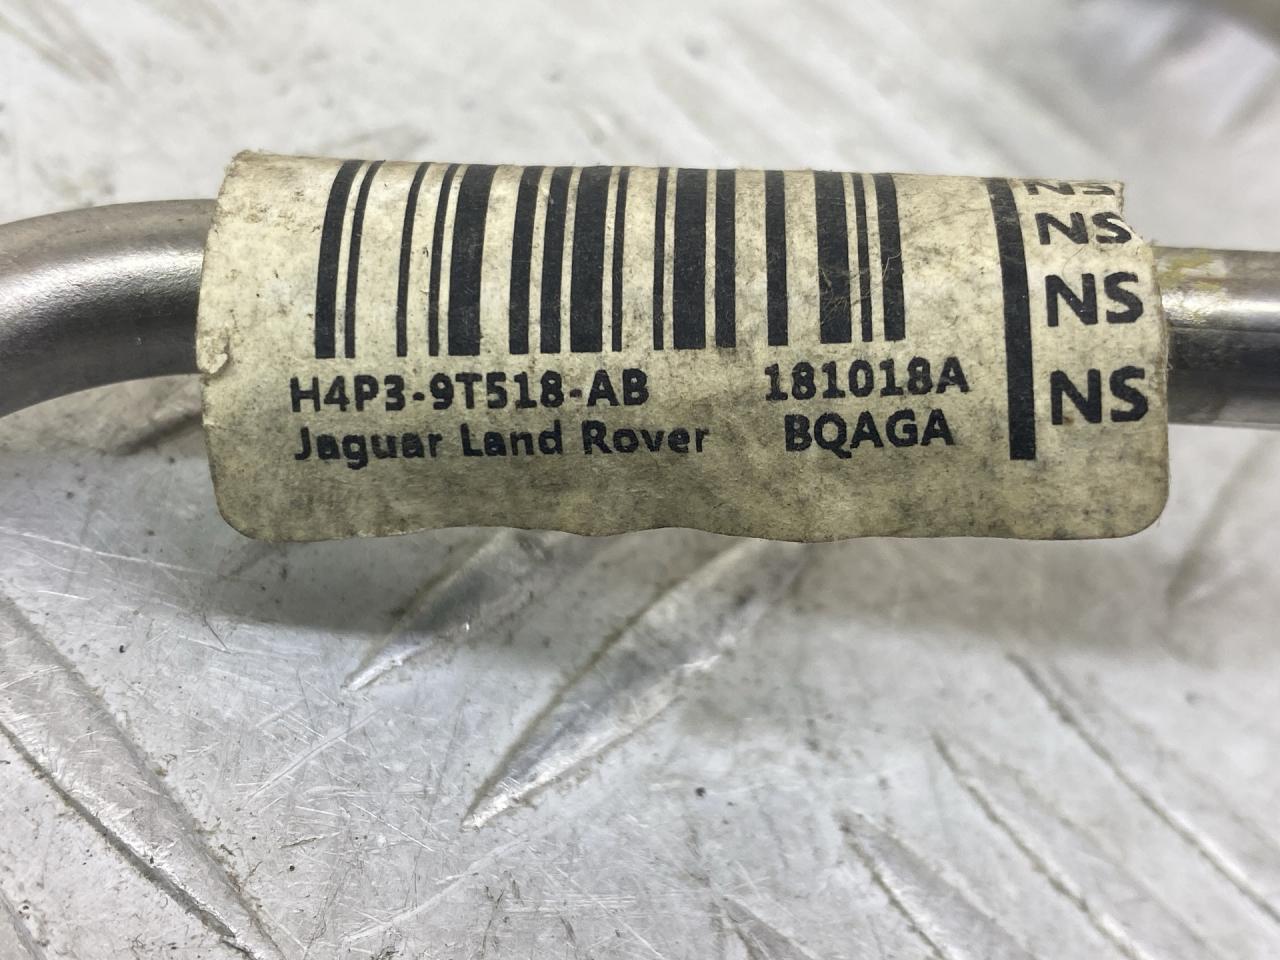 H4P3-9T518-AB 181018A
Jaguar Land Rover BQAGA
NS
NS
NS
NS